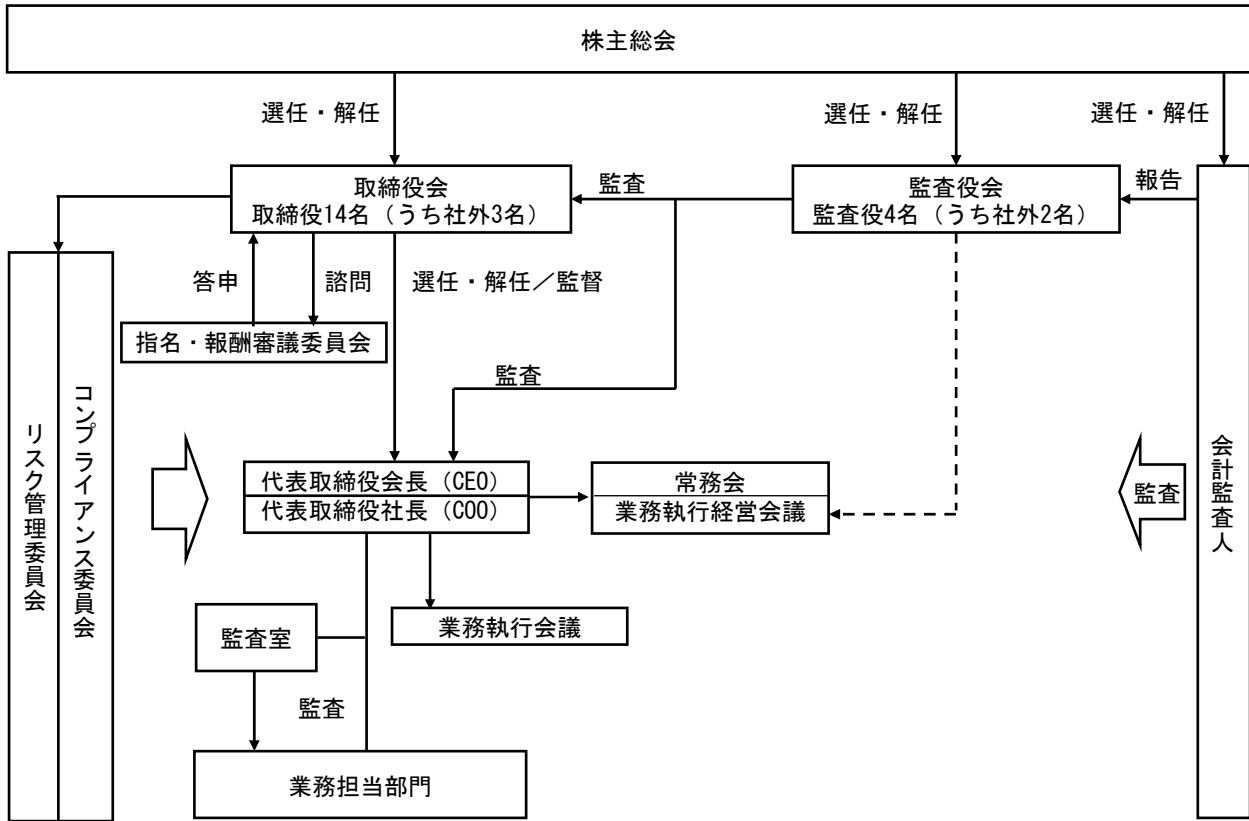 株主総会
選任・解任
選任・解任
選任・解任
取締役会
取締役14名（うち社外3名）
監査
監査役会
監査役4名（うち社外2名）
報告
答申
諮問
選任・解任／監督
指名・報酬審議委員会
監査
リスク管理委員会
コンプライアンス委員会
代表取締役会長（CEO）
代表取締役社長（COO）
常務会
業務執行経営会議
監査
会計監査人
監査室
業務執行会議
監査
業務担当部門